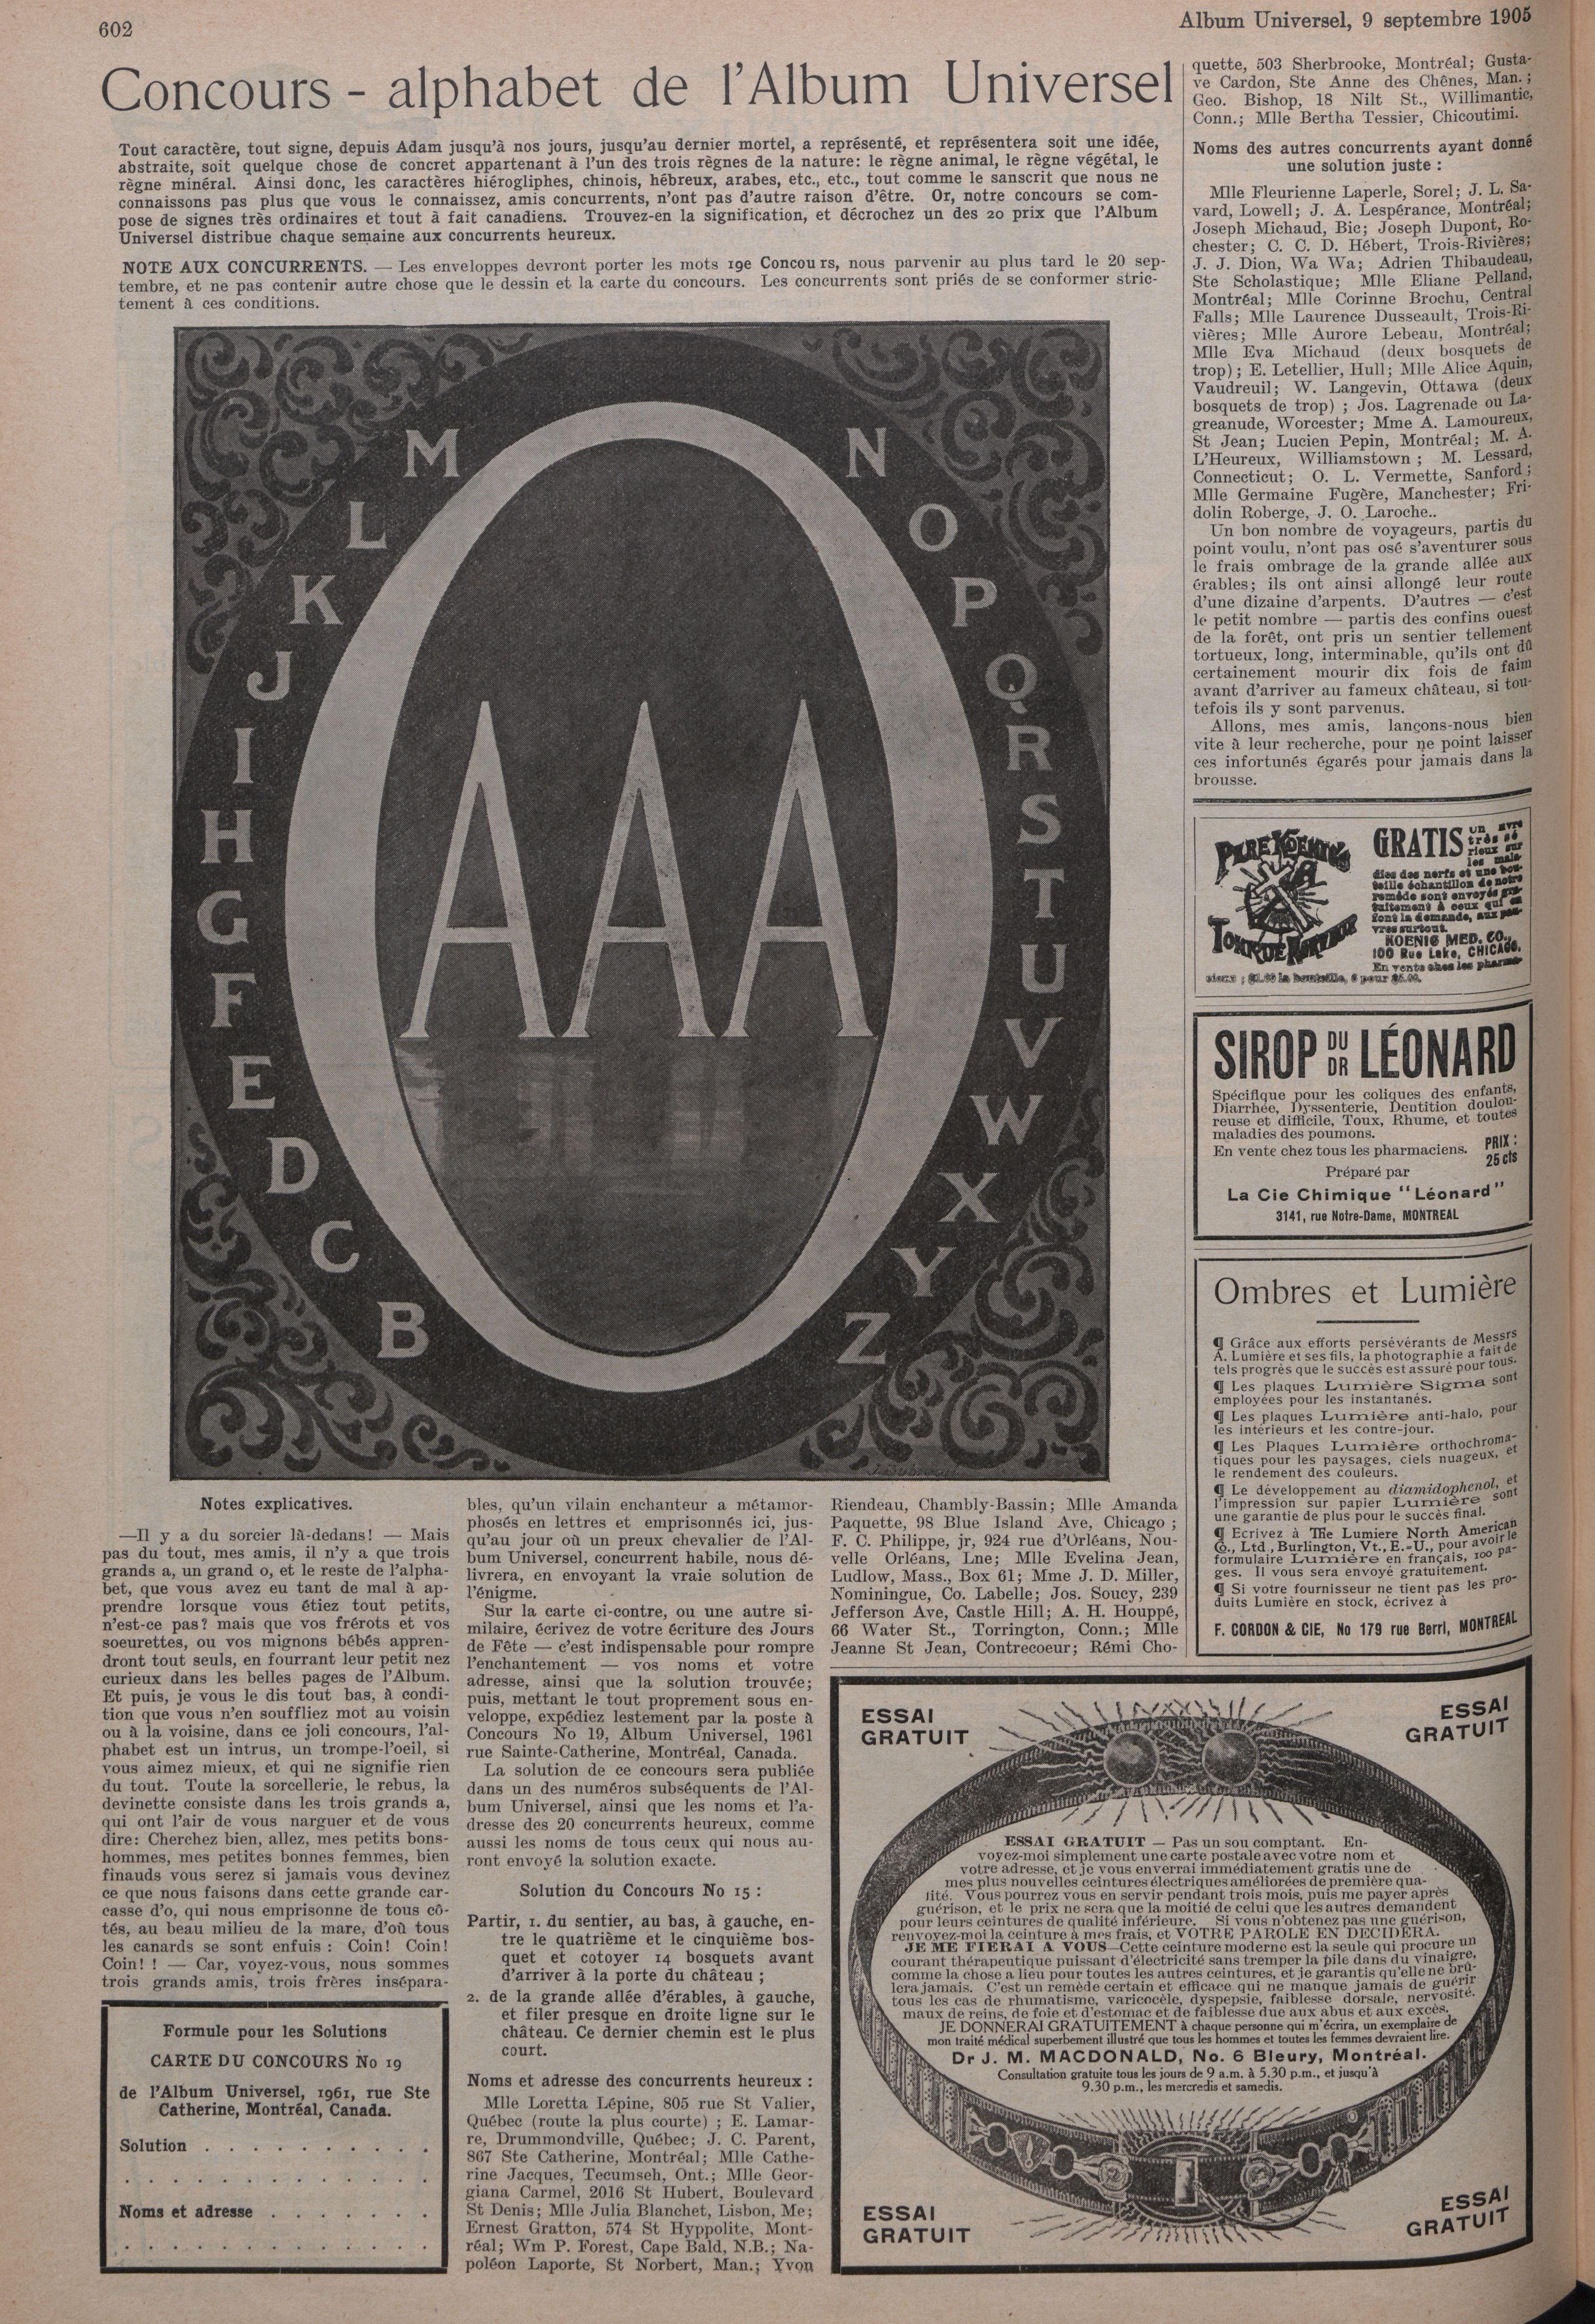 602
Album Universel, 9 septembre 1905
Concours - alphabet de l'Album Universel
Tout caractère, tout signe, depuis Adam jusqu'à nos jours, jusqu'au dernier mortel, a représenté, et représentera soit une idée,
abstraite, soit quelque chose de concret appartenant à l'un des trois règnes de la nature: le règne animal, le règne végétal, le
règne minéral. Ainsi donc, les caractères hiérogliphes, chinois, hébreux, arabes, etc., etc., tout comme le sanscrit que nous ne
connaissons pas plus que vous le connaissez, amis concurrents, n'ont pas d'autre raison d'être. Or, notre concours se com-
pose de signes très ordinaires et tout à fait canadiens. Trouvez-en la signification, et décrochez un des 20 prix que l'Album
Universel distribue chaque semaine aux concurrents heureux.
NOTE AUX CONCURRENTS. — Les enveloppes devront porter les mots 19e Concours, nous parvenir au plus tard le 20 sep-
tembre, et ne pas contenir autre chose que le dessin et la carte du concours. Les concurrents sont priés de se conformer stric-
tement à ces conditions.
M
N
L
O
K
P
J
Q
I
R
H
S
G
T
F
U
E
V
D
W
C
X
B
Y
Z
O
AAA
Notes explicatives.
—Il y a du sorcier là-dedans! — Mais
pas du tout, mes amis, il n'y a que trois
grands a, un grand o, et le reste de l'alpha-
bet, que vous avez eu tant de mal à ap-
prendre lorsque vous étiez tout petits,
n'est-ce pas? mais que vos frérots et vos
soeurettes, ou vos mignons bébés appren-
dront tout seuls, en fourrant leur petit nez
curieux dans les belles pages de l'Album.
Et puis, je vous le dis tout bas, à condi-
tion que vous n'en souffliez mot au voisin
ou à la voisine, dans ce joli concours, l'al-
phabet est un intrus, un trompe-l'oeil, si
vous aimez mieux, et qui ne signifie rien
du tout. Toute la sorcellerie, le rebus, la
devinette consiste dans les trois grands a,
qui ont l'air de vous narguer et de vous
dire: Cherchez bien, allez, mes petits bons-
hommes, mes petites bonnes femmes, bien
finauds vous serez si jamais vous devinez
ce que nous faisons dans cette grande car-
casse d'o, qui nous emprisonne de tous cô-
tés, au beau milieu de la mare, d'où tous
les canards se sont enfuis : Coin! Coin!
Coin! ! — Car, voyez-vous, nous sommes
trois grands amis, trois frères insépara-
Formule pour les Solutions
CARTE DU CONCOURS No 19
de l'Album Universel, 1961, rue Ste
Catherine, Montréal, Canada.
Solution . . . . . . . . . .
. . . . . . . . . . . . .
Noms et adresse . . . . . . .
. . . . . . . . . . . . .
bles, qu'un vilain enchanteur a métamor-
phosés en lettres et emprisonnés ici, jus-
qu'au jour où un preux chevalier de l'Al-
bum Universel, concurrent habile, nous dé-
livrera, en envoyant la vraie solution de
l'énigme.
Sur la carte ci-contre, ou une autre si-
milaire, écrivez de votre écriture des Jours
de Fête — c'est indispensable pour rompre
l'enchantement — vos noms et votre
adresse, ainsi que la solution trouvée;
puis, mettant le tout proprement sous en-
veloppe, expédiez lestement par la poste à
Concours No 19, Album Universel, 1961
rue Sainte-Catherine, Montréal, Canada.
La solution de ce concours sera publiée
dans un des numéros subséquents de l'Al-
bum Universel, ainsi que les noms et l'a-
dresse des 20 concurrents heureux, comme
aussi les noms de tous ceux qui nous au-
ront envoyé la solution exacte.
Solution du Concours No 15 :
Partir, 1. du sentier, au bas, à gauche, en-
tre le quatrième et le cinquième bos-
quet et cotoyer 14 bosquets avant
d'arriver à la porte du château ;
2. de la grande allée d'érables, à gauche,
et filer presque en droite ligne sur le
château. Ce dernier chemin est le plus
court.
Noms et adresse des concurrents heureux :
Mlle Loretta Lépine, 805 rue St Valier,
Québec (route la plus courte) ; E. Lamar-
re, Drummondville, Québec; J. C. Parent,
867 Ste Catherine, Montréal; Mlle Cathe-
rine Jacques, Tecumseh, Ont.; Mlle Geor-
giana Carmel, 2016 St Hubert, Boulevard
St Denis; Mlle Julia Blanchet, Lisbon, Me;
Ernest Gratton, 574 St Hyppolite, Mont-
réal; Wm P. Forest, Cape Bald, N.B.; Na-
poléon Laporte, St Norbert, Man.; Yvon
Riendeau, Chambly-Bassin; Mlle Amanda
Paquette, 98 Blue Island Ave, Chicago ;
F. C. Philippe, jr, 924 rue d'Orléans, Nou-
velle Orléans, Lne; Mlle Evelina Jean,
Ludlow, Mass., Box 61; Mme J. D. Miller,
Nominingue, Co. Labelle; Jos. Soucy, 239
Jefferson Ave, Castle Hill; A. H. Houppé,
66 Water St., Torrington, Conn.; Mlle
Jeanne St Jean, Contrecoeur; Rémi Cho-
quette, 503 Sherbrooke, Montréal; Gusta-
ve Cardon, Ste Anne des Chênes, Man. ;
Geo. Bishop, 18 Nilt St., Willimantic,
Conn.; Mlle Bertha Tessier, Chicoutimi.
Noms des autres concurrents ayant donné
une solution juste :
Mlle Fleurienne Laperle, Sorel; J. L. Sa-
vard, Lowell; J. A. Lespérance, Montréal;
Joseph Michaud, Bic; Joseph Dupont, Ro-
chester; C. C. D. Hébert, Trois-Rivières;
J. J. Dion, Wa Wa; Adrien Thibaudeau,
Ste Scholastique; Mlle Eliane Pelland,
Montréal; Mlle Corinne Brochu, Central
Falls; Mlle Laurence Dusseault, Trois-Ri-
vières; Mlle Aurore Lebeau, Montréal;
Mlle Eva Michaud (deux bosquets de
trop) ; E. Letellier, Hull; Mlle Alice Aquin,
Vaudreuil; W. Langevin, Ottawa (deux
bosquets de trop) ; Jos. Lagrenade ou La-
greanude, Worcester; Mme A. Lamoureux,
St Jean; Lucien Pepin, Montréal; M. A.
L'Heureux, Williamstown ; M. Lessard,
Connecticut; O. L. Vermette, Sanford ;
Mlle Germaine Fugère, Manchester; Fri-
dolin Roberge, J. O. Laroche..
Un bon nombre de voyageurs, partis du
point voulu, n'ont pas osé s'aventurer sous
le frais ombrage de la grande allée aux
érables; ils ont ainsi allongé leur route
d'une dizaine d'arpents. D'autres — c'est
le petit nombre — partis des confins ouest
de la forêt, ont pris un sentier tellement
tortueux, long, interminable, qu'ils ont dû
certainement mourir dix fois de faim
avant d'arriver au fameux château, si tou-
tefois ils y sont parvenus.
Allons, mes amis, lançons-nous bien
vite à leur recherche, pour ne point laisser
ces infortunés égarés pour jamais dans la
brousse.
PERE KOENIG'S
TONIQUE
GRATIS
un livre
très sé
rieux sur
les mala-
dies des nerfs et une bou-
teille échantillon de notre
remède sont envoyés gra-
tuitement à ceux qui en
font la demande, aux pau-
vres surtout.
KOENIG MED. CO.,
100 Rue Lake, CHICAGO.
En vente chez les pharma-
ciens ; $1.00 la bouteille, 6 pour $5.00.
SIROP DU DR LÉONARD
Spécifique pour les coliques des enfants,
Diarrhée, Dyssenterie, Dentition doulou-
reuse et difficile, Toux, Rhume, et toutes
maladies des poumons.
En vente chez tous les pharmaciens.
PRIX :
25 cts
Préparé par
La Cie Chimique "Léonard"
3141, rue Notre-Dame, MONTREAL
Ombres et Lumière
¶ Grâce aux efforts persévérants de Messrs
A. Lumière et ses fils, la photographie a fait de
tels progrès que le succès est assuré pour tous.
¶ Les plaques Lumière Sigma sont
employées pour les instantanés.
¶ Les plaques Lumière anti-halo, pour
les intérieurs et les contre-jour.
¶ Les Plaques Lumière orthochroma-
tiques pour les paysages, ciels nuageux, et
le rendement des couleurs.
¶ Le développement au diamidophenol, et
l'impression sur papier Lumière sont
une garantie de plus pour le succès final.
¶ Ecrivez à The Lumiere North American
Co., Ltd., Burlington, Vt., E.-U., pour avoir le
formulaire Lumière en français, 100 pa-
ges. Il vous sera envoyé gratuitement.
¶ Si votre fournisseur ne tient pas les pro-
duits Lumière en stock, écrivez à
F. CORDON & CIE, No 179 rue Berri, MONTREAL
ESSAI
GRATUIT
ESSAI
GRATUIT
ESSAI GRATUIT — Pas un sou comptant. En-
voyez-moi simplement une carte postale avec votre nom et
votre adresse, et je vous enverrai immédiatement gratis une de
mes plus nouvelles ceintures électriques améliorées de première qua-
lité. Vous pourrez vous en servir pendant trois mois, puis me payer après
guérison, et le prix ne sera que la moitié de celui que les autres demandent
pour leurs ceintures de qualité inférieure. Si vous n'obtenez pas une guérison,
renvoyez-moi la ceinture à mes frais, et VOTRE PAROLE EN DECIDERA.
JE ME FIERAI A VOUS—Cette ceinture moderne est la seule qui procure un
courant thérapeutique puissant d'électricité sans tremper la pile dans du vinaigre,
comme la chose a lieu pour toutes les autres ceintures, et je garantis qu'elle ne brû-
lera jamais. C'est un remède certain et efficace qui ne manque jamais de guérir
tous les cas de rhumatisme, varicocèle, dyspepsie, faiblesse dorsale, nervosité.
maux de reins, de foie et d'estomac et de faiblesse due aux abus et aux excès.
JE DONNERAI GRATUITEMENT à chaque personne qui m'écrira, un exemplaire de
mon traité médical superbement illustré que tous les hommes et toutes les femmes devraient lire.
Dr J. M. MACDONALD, No. 6 Bleury, Montréal.
Consultation gratuite tous les jours de 9 a.m. à 5.30 p.m., et jusqu'à
9.30 p.m., les mercredis et samedis.
ESSAI
GRATUIT
ESSAI
GRATUIT